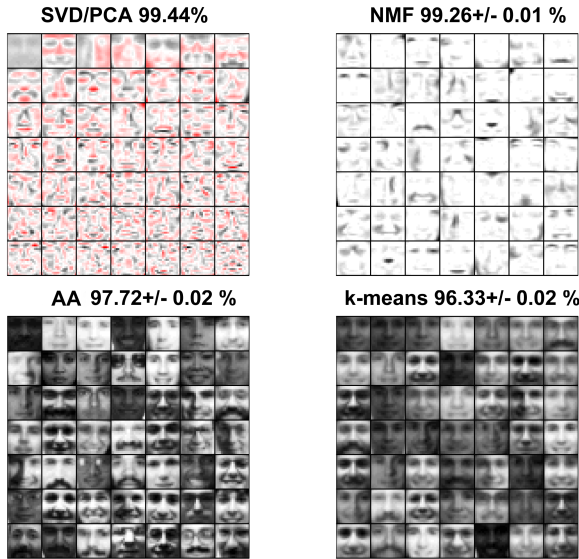 SVD/PCA 99.44%
NMF 99.26+/- 0.01 %
AA 97.72+/- 0.02 %
k-means 96.33+/- 0.02 %